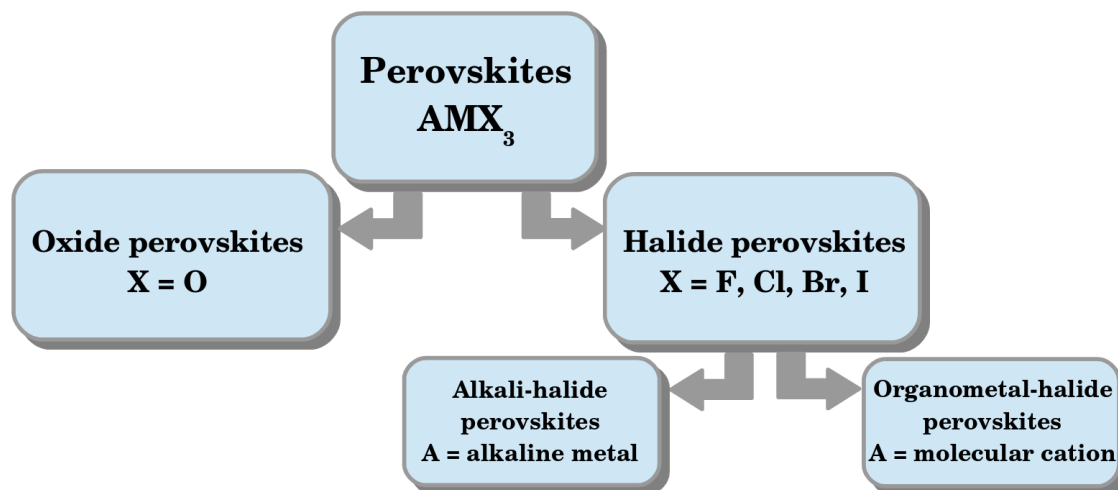 Perovskites
AMX₃
Oxide perovskites
X = O
Halide perovskites
X = F, Cl, Br, I
Alkali-halide
perovskites
A = alkaline metal
Organometal-halide
perovskites
A = molecular cation